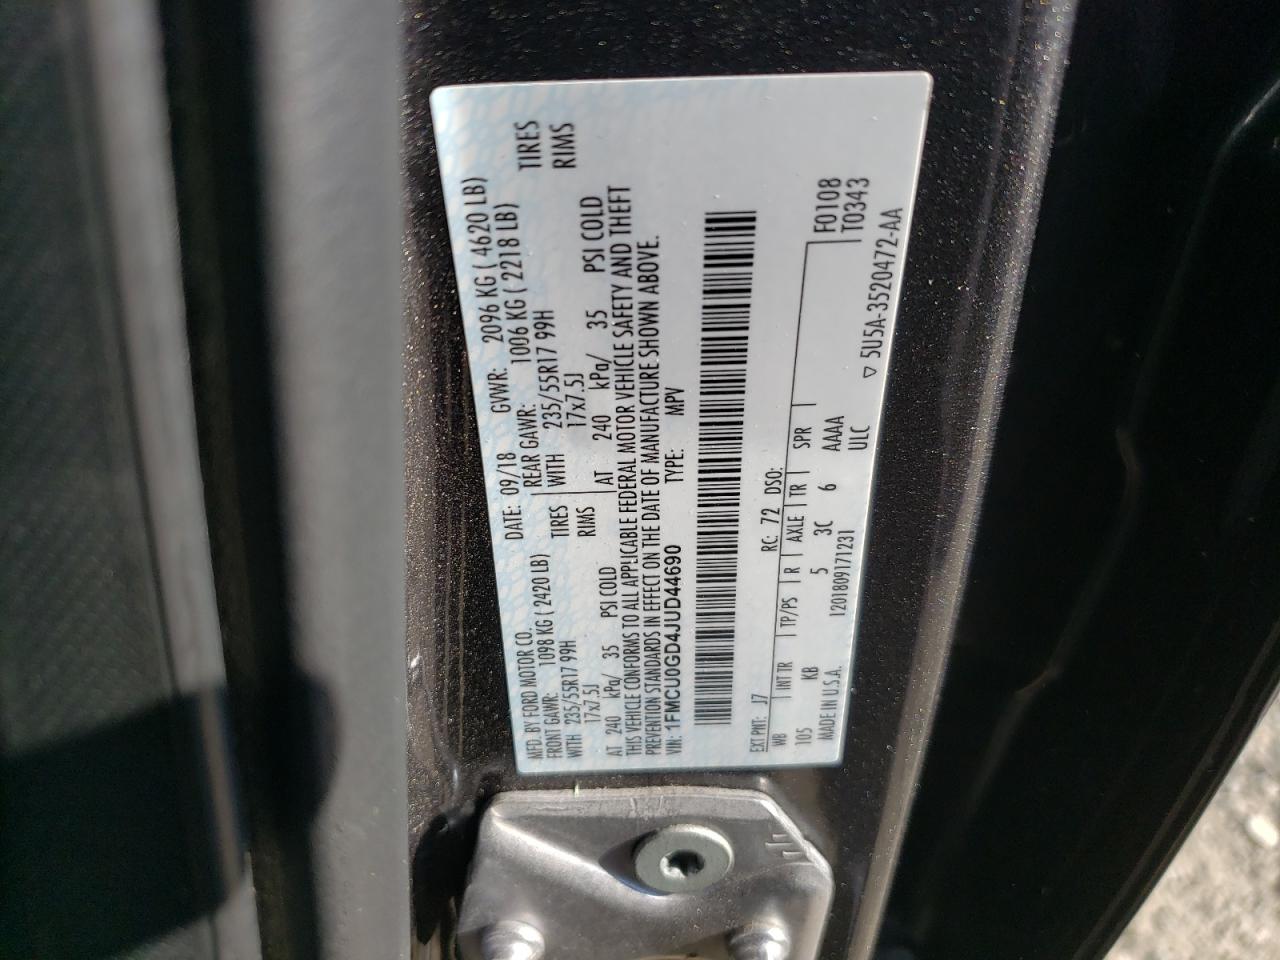 MFD. BY FORD MOTOR CO.
DATE: 09/18 GVWR: 2096 KG ( 4620 LB)
FRONT GAWR: 1098 KG ( 2420 LB)
REAR GAWR: 1006 KG ( 2218 LB)
WITH 235/55R17 99H TIRES
WITH 235/55R17 99H TIRES
17x7.5J RIMS
17x7.5J RIMS
AT 240 kPa/ 35 PSI COLD
AT 240 kPa/ 35 PSI COLD
THIS VEHICLE CONFORMS TO ALL APPLICABLE FEDERAL MOTOR VEHICLE SAFETY AND THEFT
PREVENTION STANDARDS IN EFFECT ON THE DATE OF MANUFACTURE SHOWN ABOVE.
VIN: 1FMCU0GD4JUD44690 TYPE: MPV
EXT PNT: J7 RC: 72 DSO:
WB INT TR TP/PS R AXLE TR SPR
F0108
105 KB 5 3C 6 AAAA T0343
MADE IN U.S.A. 1201809171231 ULC
▽ 5U5A-3520472-AA